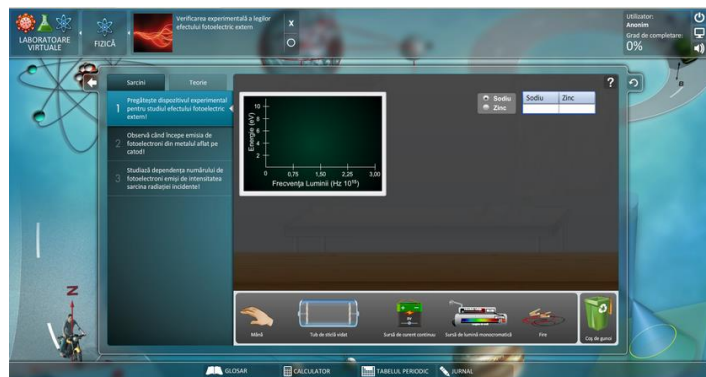 LABORATOARE
VIRTUALE
FIZICĂ
Verificarea experimentală a legilor
efectului fotoelectric extern
X
Utilizator:
Anonim
Grad de completare:
0%
Sarcini
Teorie
1 Pregătește dispozitivul experimental
pentru studiul efectului fotoelectric
extern!
2 Observă când începe emisia de
fotoelectroni din metalul aflat pe
catod!
3 Studiază dependența numărului de
fotoelectroni emiși de intensitatea
sarcina radiației incidente!
?
Energie (eV)
10
8
6
4
2
0 0,75 1,50 2,25 3,00
Frecvența Luminii (Hz 10¹⁵)
Sodiu
Zinc
Sodiu Zinc
N
Mână
Tub de sticlă vidat
Sursă de curent continuu
Sursă de lumină monocromatică
Fire
Coș de gunoi
GLOSAR
CALCULATOR
TABELUL PERIODIC
JURNAL